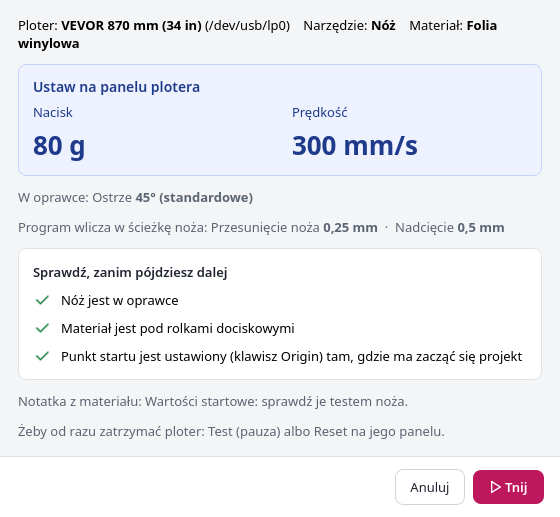 Ploter: VEVOR 870 mm (34 in) (/dev/usb/lp0) Narzędzie: Nóż Materiał: Folia
winylowa
Ustaw na panelu plotera
Nacisk Prędkość
80 g 300 mm/s
W oprawce: Ostrze 45° (standardowe)
Program wlicza w ścieżkę noża: Przesunięcie noża 0,25 mm · Nadcięcie 0,5 mm
Sprawdź, zanim pójdziesz dalej
Nóż jest w oprawce
Materiał jest pod rolkami dociskowymi
Punkt startu jest ustawiony (klawisz Origin) tam, gdzie ma zacząć się projekt
Notatka z materiału: Wartości startowe: sprawdź je testem noża.
Żeby od razu zatrzymać ploter: Test (pauza) albo Reset na jego panelu.
Anuluj Tnij